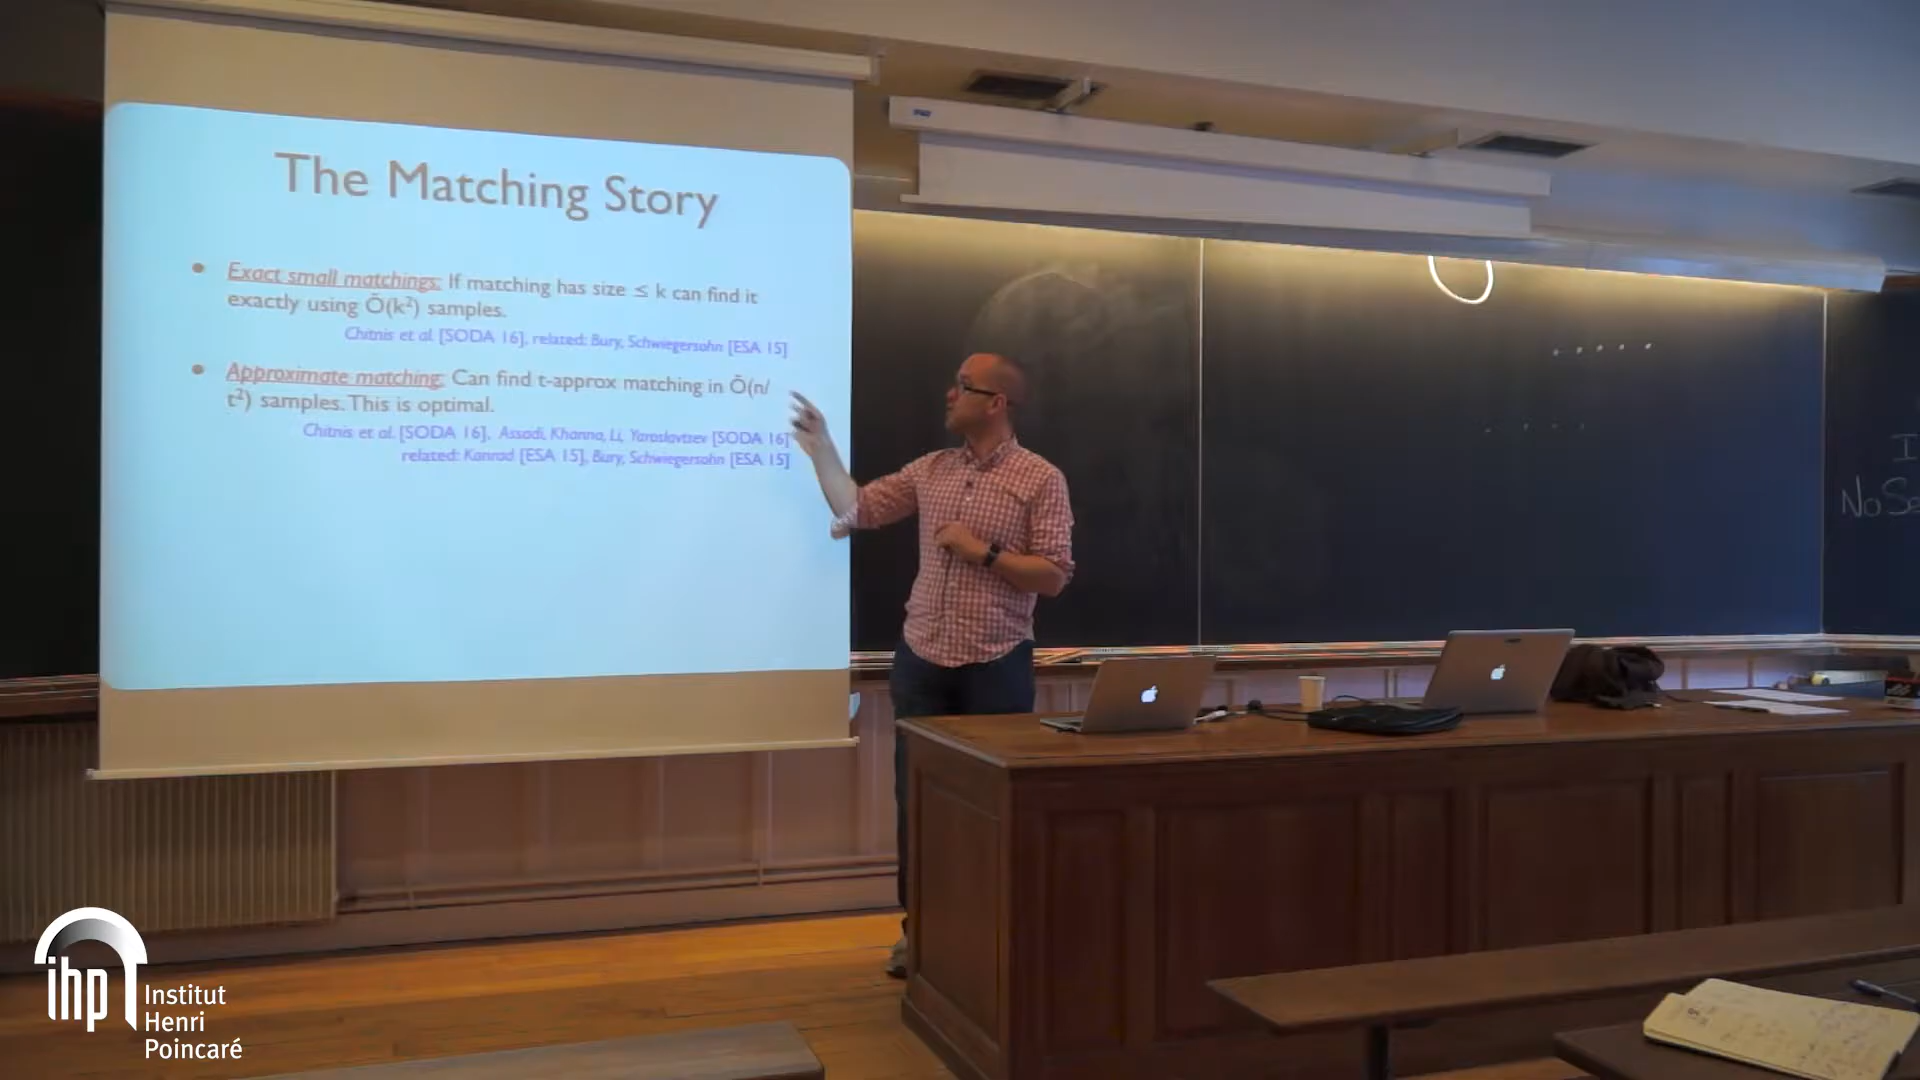 The Matching Story
• Exact small matchings: If matching has size ≤ k can find it
exactly using Õ(k²) samples.
Chitnis et al. [SODA 16], related: Bury, Schwiegersohn [ESA 15]
• Approximate matching: Can find t-approx matching in Õ(n/
t²) samples. This is optimal.
Chitnis et al. [SODA 16], Assadi, Khanna, Li, Yaroslavtsev [SODA 16]
related: Konrad [ESA 15], Bury, Schwiegersohn [ESA 15]
ihp
Institut
Henri
Poincaré